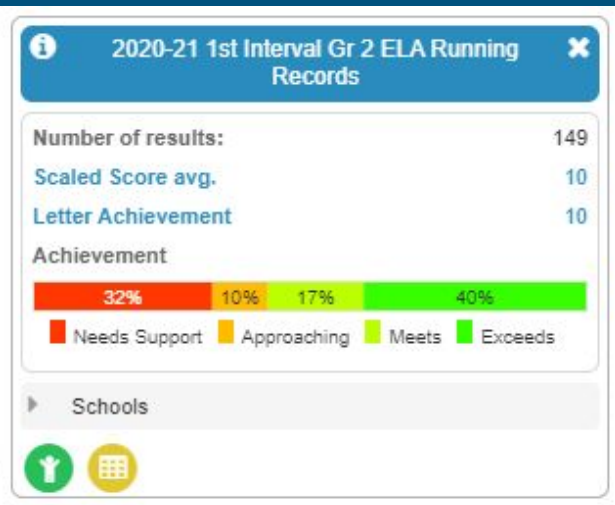 2020-21 1st Interval Gr 2 ELA Running
Records
Number of results: 149
Scaled Score avg. 10
Letter Achievement 10
Achievement
32% 10% 17% 40%
Needs Support Approaching Meets Exceeds
Schools